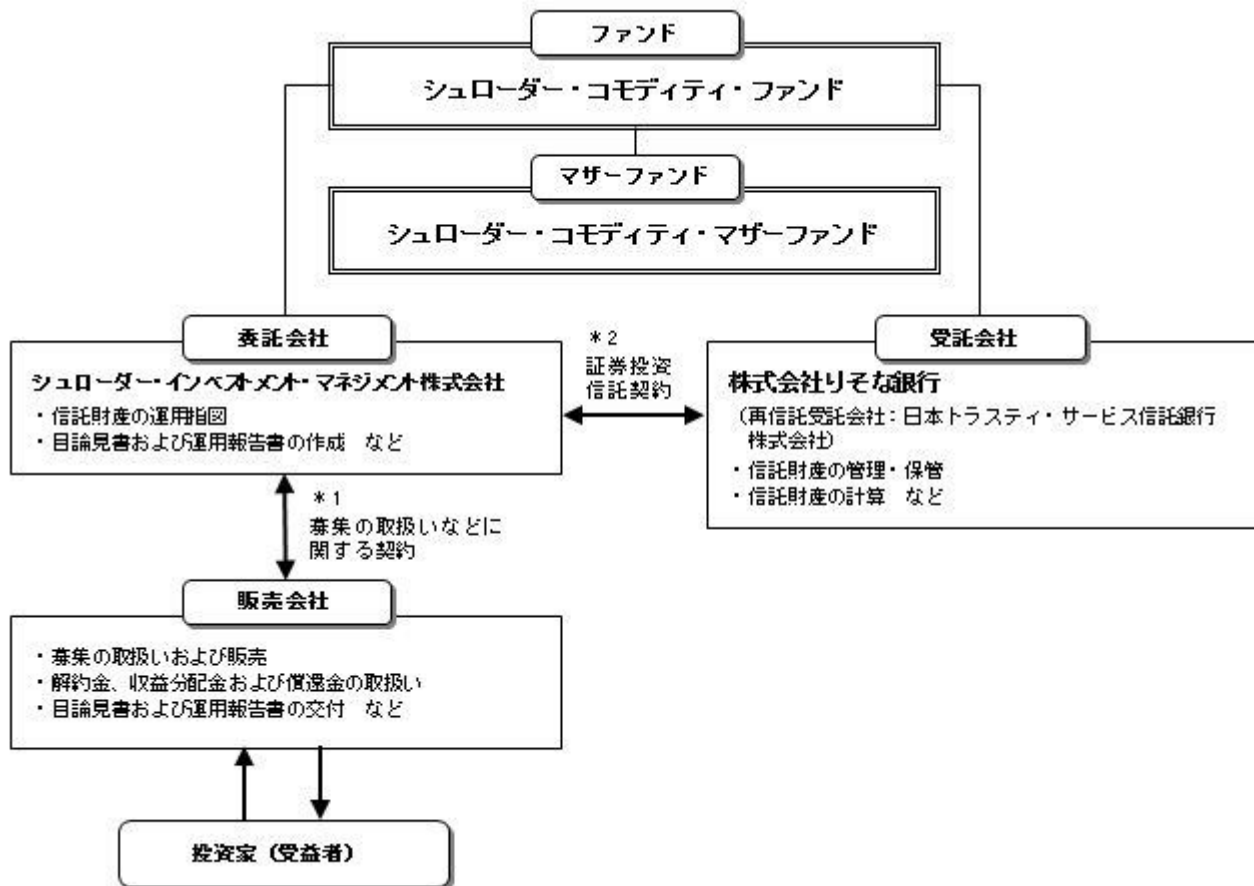 ファンド
シュローダー・コモディティ・ファンド
マザーファンド
シュローダー・コモディティ・マザーファンド
委託会社
シュローダー・インベストメント・マネジメント株式会社
・信託財産の運用指図
・目論見書および運用報告書の作成　など
＊2
証券投資
信託契約
受託会社
株式会社りそな銀行
（再信託受託会社：日本トラスティ・サービス信託銀行
株式会社）
・信託財産の管理・保管
・信託財産の計算　など
＊1
募集の取扱いなどに
関する契約
販売会社
・募集の取扱いおよび販売
・解約金、収益分配金および償還金の取扱い
・目論見書および運用報告書の交付　など
投資家（受益者）